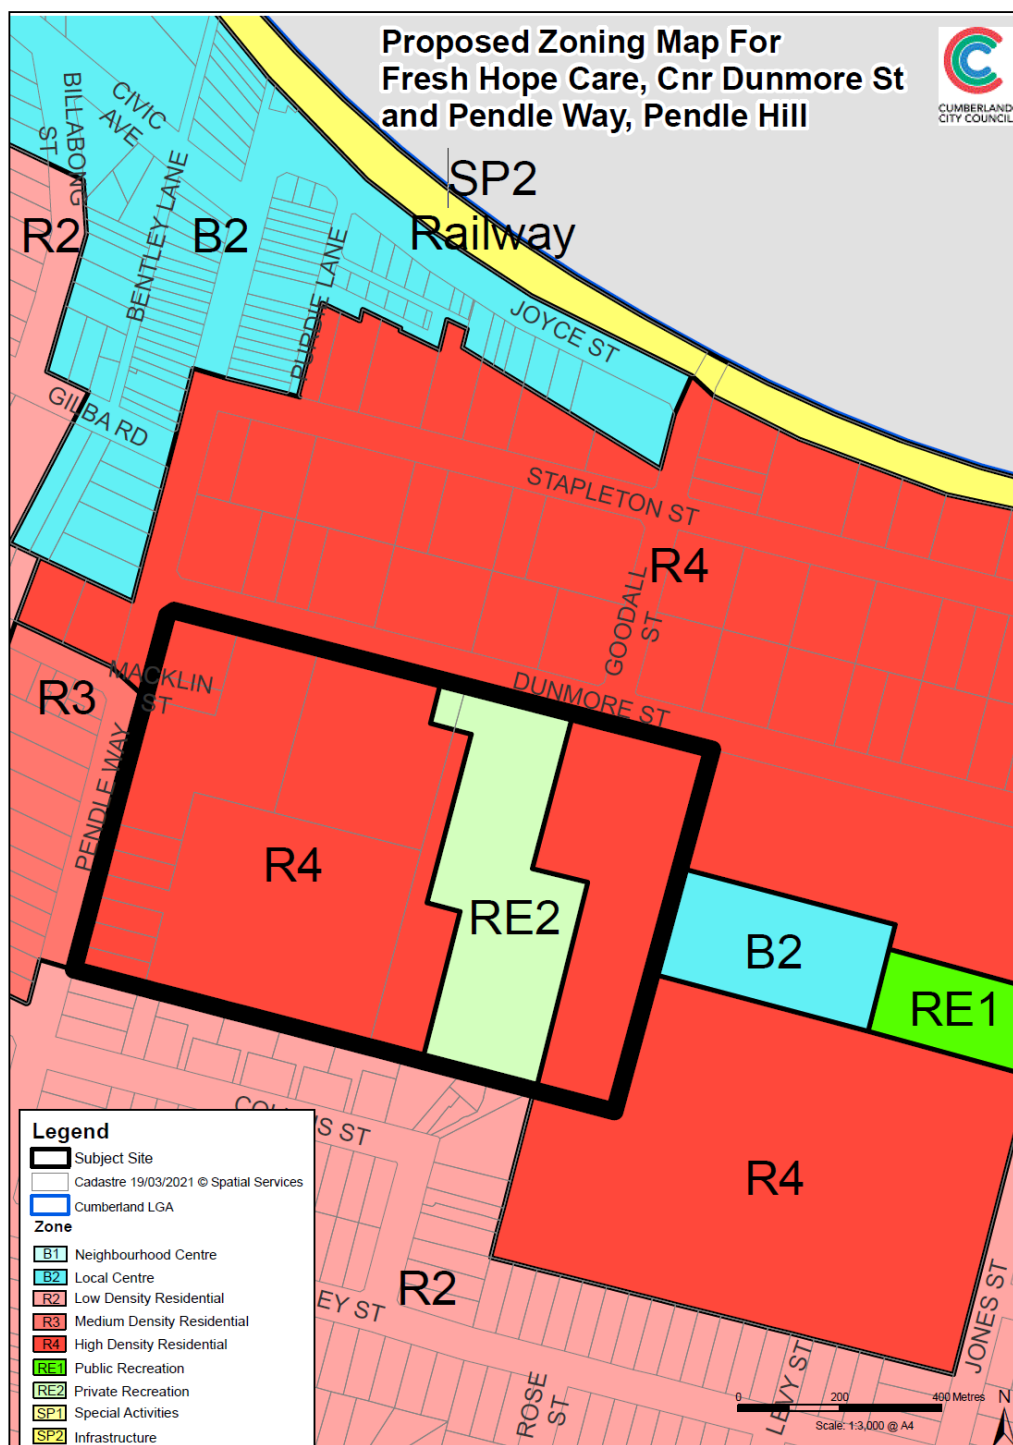 Proposed Zoning Map For
Fresh Hope Care, Cnr Dunmore St
and Pendle Way, Pendle Hill
CUMBERLAND
CITY COUNCIL
CIVIC
AVE
BILLABONG
ST
BENTLEY LANE
R2
B2
SP2
Railway
PURDIE LANE
JOYCE ST
GILBA RD
STAPLETON ST
R4
GOODALL
ST
MACKLIN
ST
R3
DUNMORE ST
PENDLE WAY
R4
RE2
B2
RE1
R4
R2
JONES ST
LEVY ST
ROSE
ST
EY ST
Legend
Subject Site
Cadastre 19/03/2021 © Spatial Services
Cumberland LGA
Zone
B1 Neighbourhood Centre
B2 Local Centre
R2 Low Density Residential
R3 Medium Density Residential
R4 High Density Residential
RE1 Public Recreation
RE2 Private Recreation
SP1 Special Activities
SP2 Infrastructure
0 200 400 Metres
Scale: 1:3,000 @ A4
N